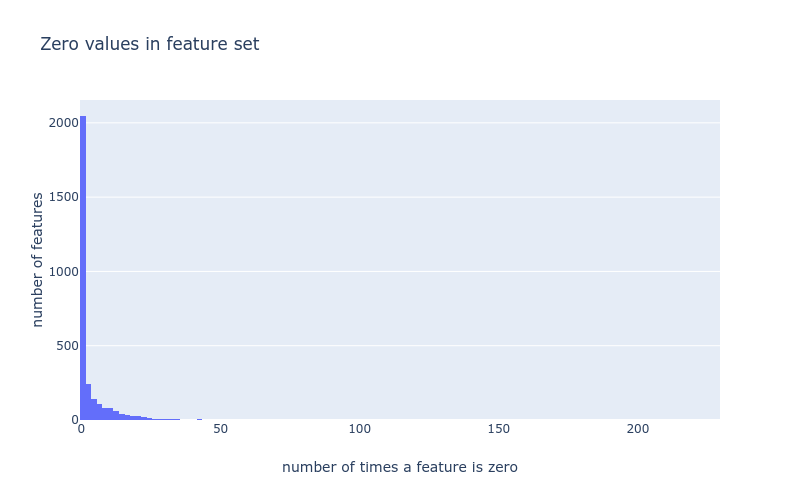 Zero values in feature set
number of features
2000
1500
1000
500
0
0 50 100 150 200
number of times a feature is zero